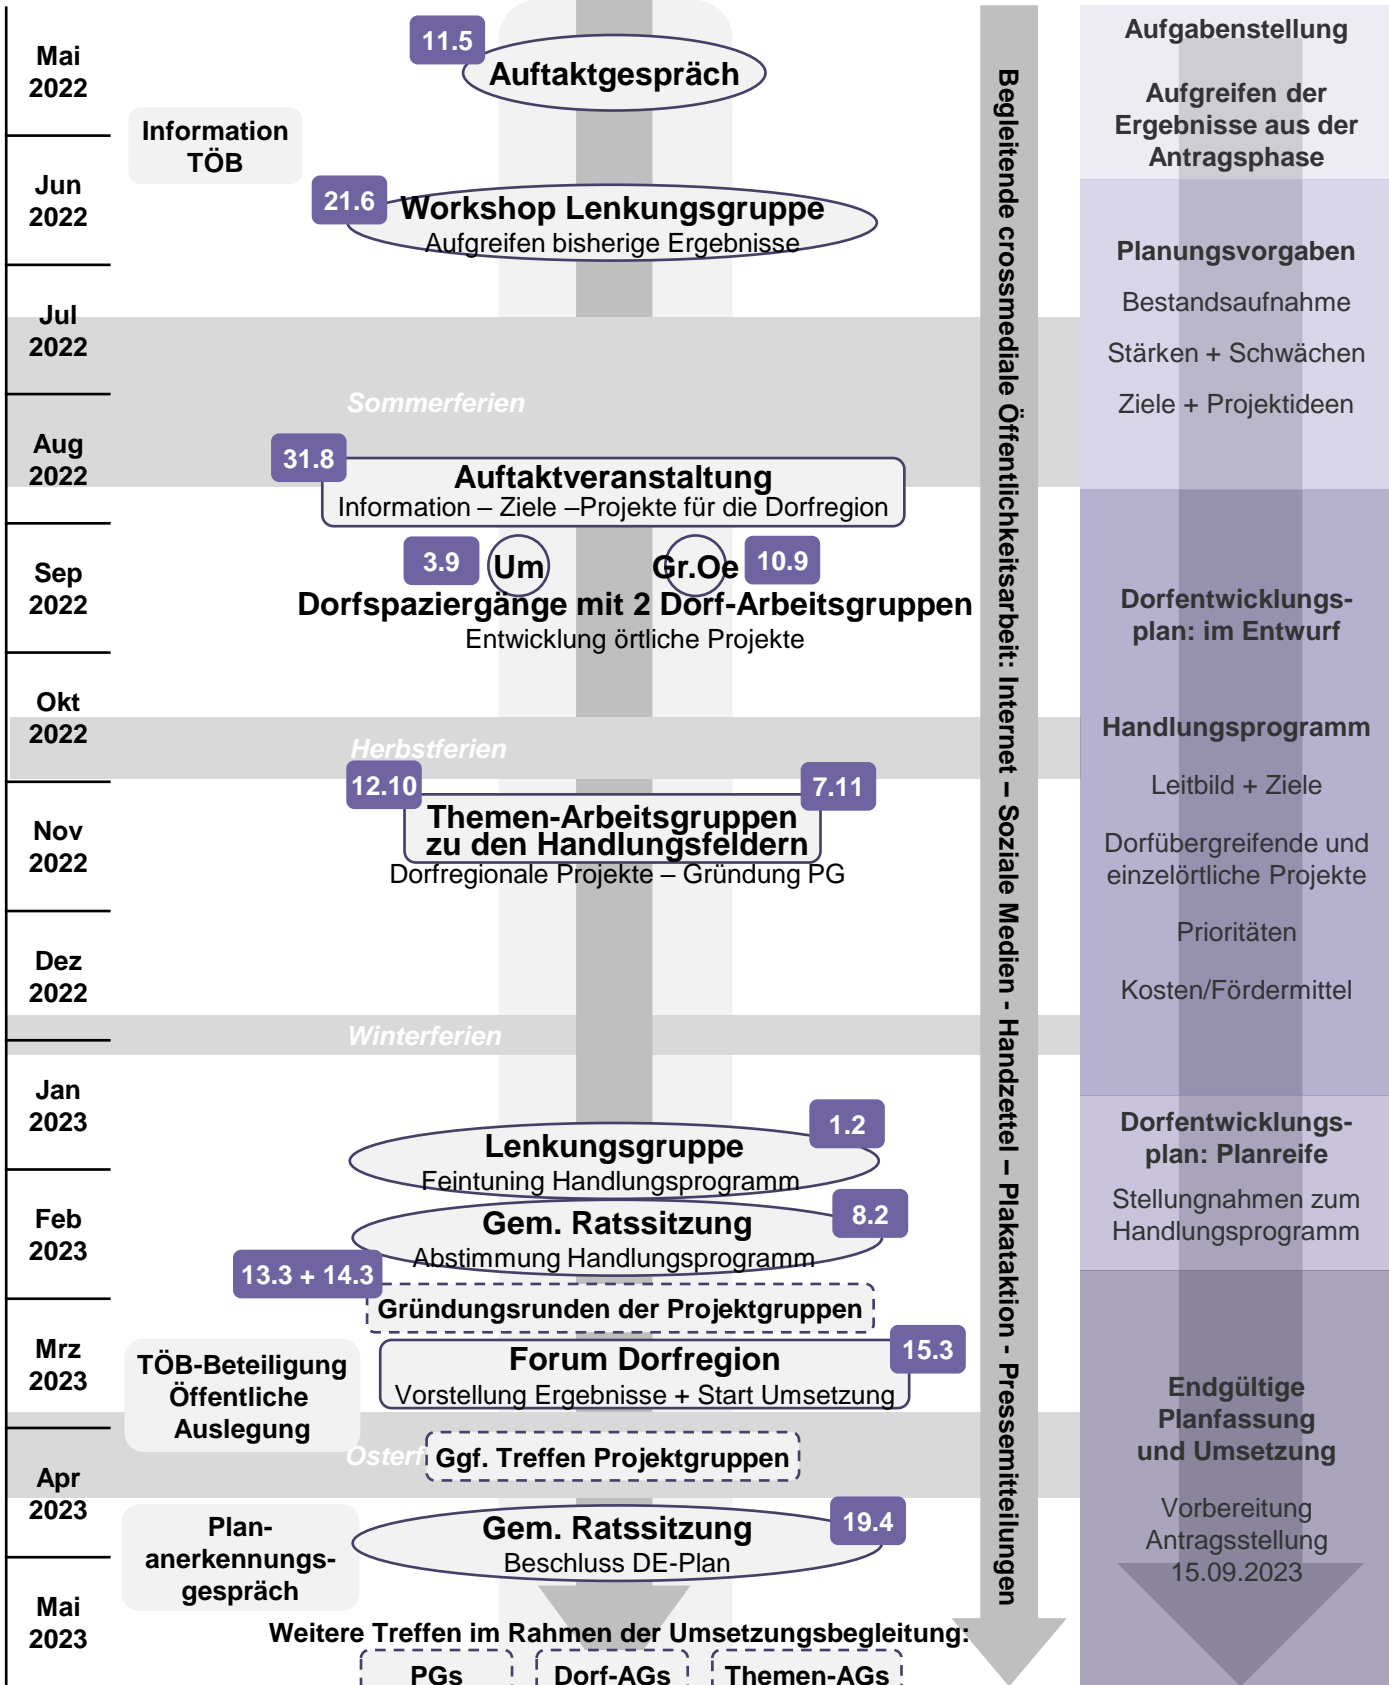 Mai
2022
11.5
Auftaktgespräch
Information
TÖB
Jun
2022
21.6
Workshop Lenkungsgruppe
Aufgreifen bisherige Ergebnisse
Jul
2022
Sommerferien
Aug
2022
31.8
Auftaktveranstaltung
Information – Ziele –Projekte für die Dorfregion
Sep
2022
3.9
Um
Gr.Oe
10.9
Dorfspaziergänge mit 2 Dorf-Arbeitsgruppen
Entwicklung örtliche Projekte
Okt
2022
Herbstferien
12.10
7.11
Themen-Arbeitsgruppen
zu den Handlungsfeldern
Dorfregionale Projekte – Gründung PG
Nov
2022
Dez
2022
Winterferien
Jan
2023
1.2
Lenkungsgruppe
Feintuning Handlungsprogramm
Feb
2023
8.2
Gem. Ratssitzung
Abstimmung Handlungsprogramm
13.3 + 14.3
Gründungsrunden der Projektgruppen
Mrz
2023
15.3
Forum Dorfregion
Vorstellung Ergebnisse + Start Umsetzung
TÖB-Beteiligung
Öffentliche
Auslegung
Osterf
Ggf. Treffen Projektgruppen
Apr
2023
19.4
Gem. Ratssitzung
Beschluss DE-Plan
Plan-
anerkennungs-
gespräch
Mai
2023
Weitere Treffen im Rahmen der Umsetzungsbegleitung:
PGs
Dorf-AGs
Themen-AGs
Begleitende crossmediale Öffentlichkeitsarbeit: Internet – Soziale Medien - Handzettel – Plakataktion - Pressemitteilungen
Aufgabenstellung
Aufgreifen der
Ergebnisse aus der
Antragsphase
Planungsvorgaben
Bestandsaufnahme
Stärken + Schwächen
Ziele + Projektideen
Dorfentwicklungs-
plan: im Entwurf
Handlungsprogramm
Leitbild + Ziele
Dorfübergreifende und
einzelörtliche Projekte
Prioritäten
Kosten/Fördermittel
Dorfentwicklungs-
plan: Planreife
Stellungnahmen zum
Handlungsprogramm
Endgültige
Planfassung
und Umsetzung
Vorbereitung
Antragsstellung
15.09.2023